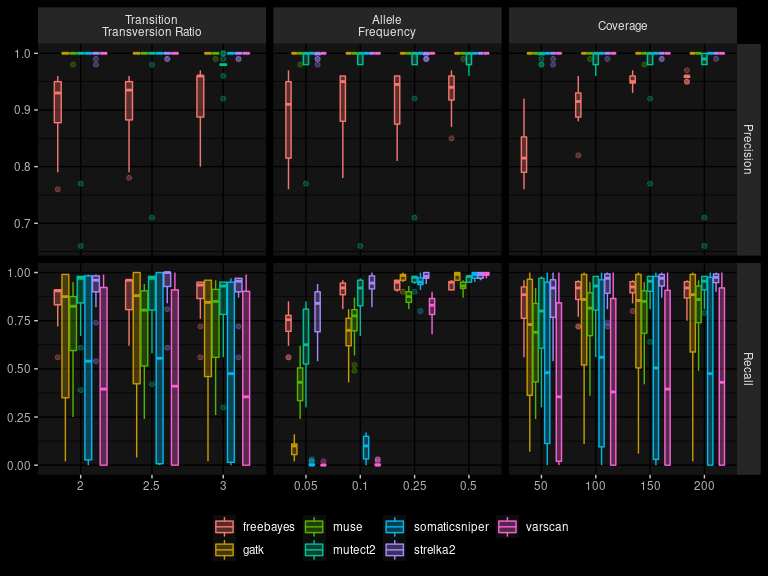 Transition
Transversion Ratio
Allele
Frequency
Coverage
1.0
0.9
0.8
0.7
Precision
1.00
0.75
0.50
0.25
0.00
Recall
2 2.5 3 0.05 0.1 0.25 0.5 50 100 150 200
freebayes muse somaticsniper varscan
gatk mutect2 strelka2